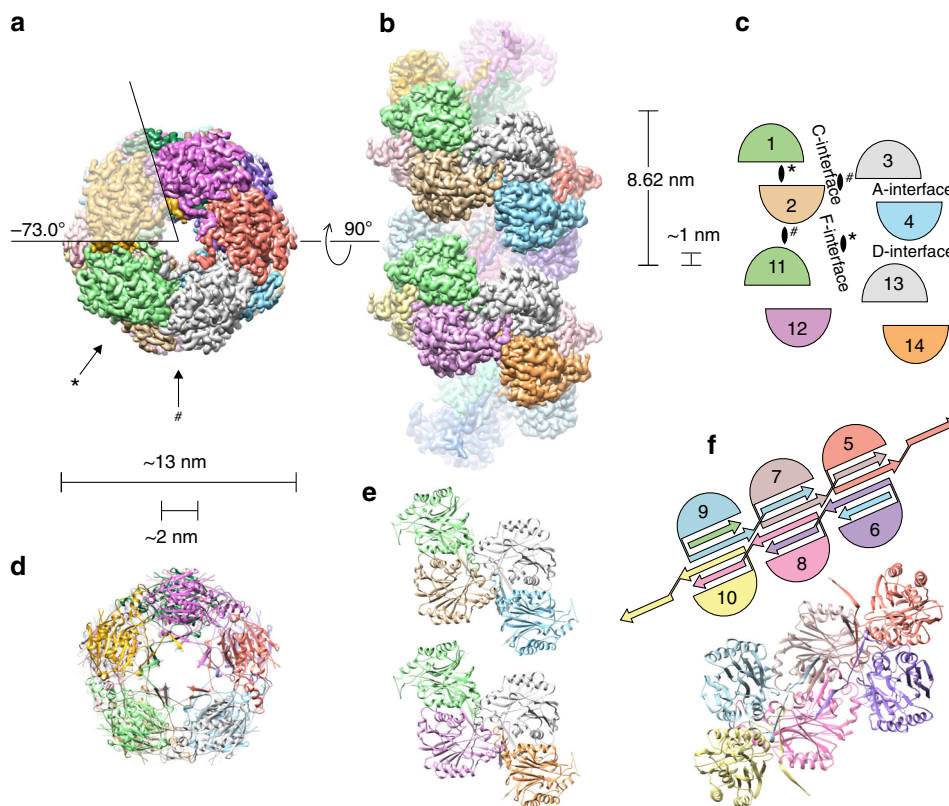 a
b
c
−73.0°
90°
*
#
8.62 nm
~1 nm
1
*
C-interface
#
3
A-interface
2
4
#
F-interface
*
D-interface
11
13
12
14
~13 nm
~2 nm
d
e
f
5
7
9
6
8
10